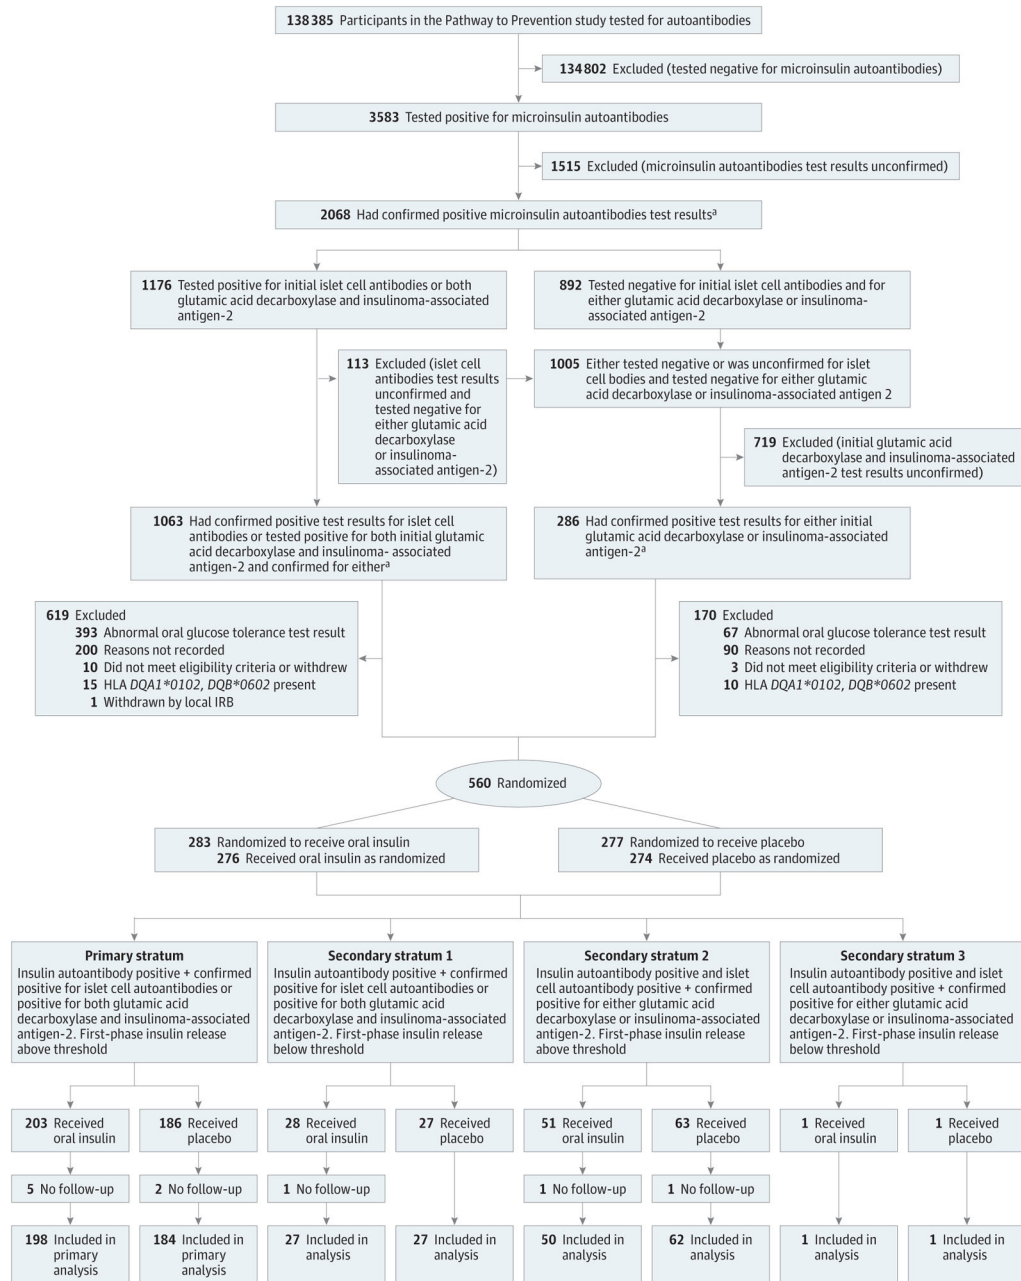 138 385 Participants in the Pathway to Prevention study tested for autoantibodies
134 802 Excluded (tested negative for microinsulin autoantibodies)
3583 Tested positive for microinsulin autoantibodies
1515 Excluded (microinsulin autoantibodies test results unconfirmed)
2068 Had confirmed positive microinsulin autoantibodies test resultsᵃ
1176 Tested positive for initial islet cell antibodies or both
glutamic acid decarboxylase and insulinoma-associated
antigen-2
892 Tested negative for initial islet cell antibodies and for
either glutamic acid decarboxylase or insulinoma-
associated antigen-2
113 Excluded (islet cell
antibodies test results
unconfirmed and
tested negative for
either glutamic acid
decarboxylase
or insulinoma-
associated antigen-2)
1005 Either tested negative or was unconfirmed for islet
cell bodies and tested negative for either glutamic
acid decarboxylase or insulinoma-associated antigen 2
719 Excluded (initial glutamic acid
decarboxylase and insulinoma-associated
antigen-2 test results unconfirmed)
1063 Had confirmed positive test results for islet cell
antibodies or tested positive for both initial glutamic
acid decarboxylase and insulinoma- associated
antigen-2 and confirmed for eitherᵃ
286 Had confirmed positive test results for either initial
glutamic acid decarboxylase or insulinoma-associated
antigen-2ᵃ
619 Excluded
393 Abnormal oral glucose tolerance test result
200 Reasons not recorded
10 Did not meet eligibility criteria or withdrew
15 HLA DQA1*0102, DQB*0602 present
1 Withdrawn by local IRB
170 Excluded
67 Abnormal oral glucose tolerance test result
90 Reasons not recorded
3 Did not meet eligibility criteria or withdrew
10 HLA DQA1*0102, DQB*0602 present
560 Randomized
283 Randomized to receive oral insulin
276 Received oral insulin as randomized
277 Randomized to receive placebo
274 Received placebo as randomized
Primary stratum
Insulin autoantibody positive + confirmed
positive for islet cell autoantibodies or
positive for both glutamic acid
decarboxylase and insulinoma-associated
antigen-2. First-phase insulin release
above threshold
Secondary stratum 1
Insulin autoantibody positive + confirmed
positive for islet cell autoantibodies or
positive for both glutamic acid
decarboxylase and insulinoma-associated
antigen-2. First-phase insulin release
below threshold
Secondary stratum 2
Insulin autoantibody positive and islet
cell autoantibody positive + confirmed
positive for either glutamic acid
decarboxylase or insulinoma-associated
antigen-2. First-phase insulin release
above threshold
Secondary stratum 3
Insulin autoantibody positive and islet
cell autoantibody positive + confirmed
positive for either glutamic acid
decarboxylase or insulinoma-associated
antigen-2. First-phase insulin release
below threshold
203 Received
oral insulin
186 Received
placebo
28 Received
oral insulin
27 Received
placebo
51 Received
oral insulin
63 Received
placebo
1 Received
oral insulin
1 Received
placebo
5 No follow-up
2 No follow-up
1 No follow-up
1 No follow-up
1 No follow-up
198 Included in
primary
analysis
184 Included in
primary
analysis
27 Included in
analysis
27 Included in
analysis
50 Included in
analysis
62 Included in
analysis
1 Included in
analysis
1 Included in
analysis